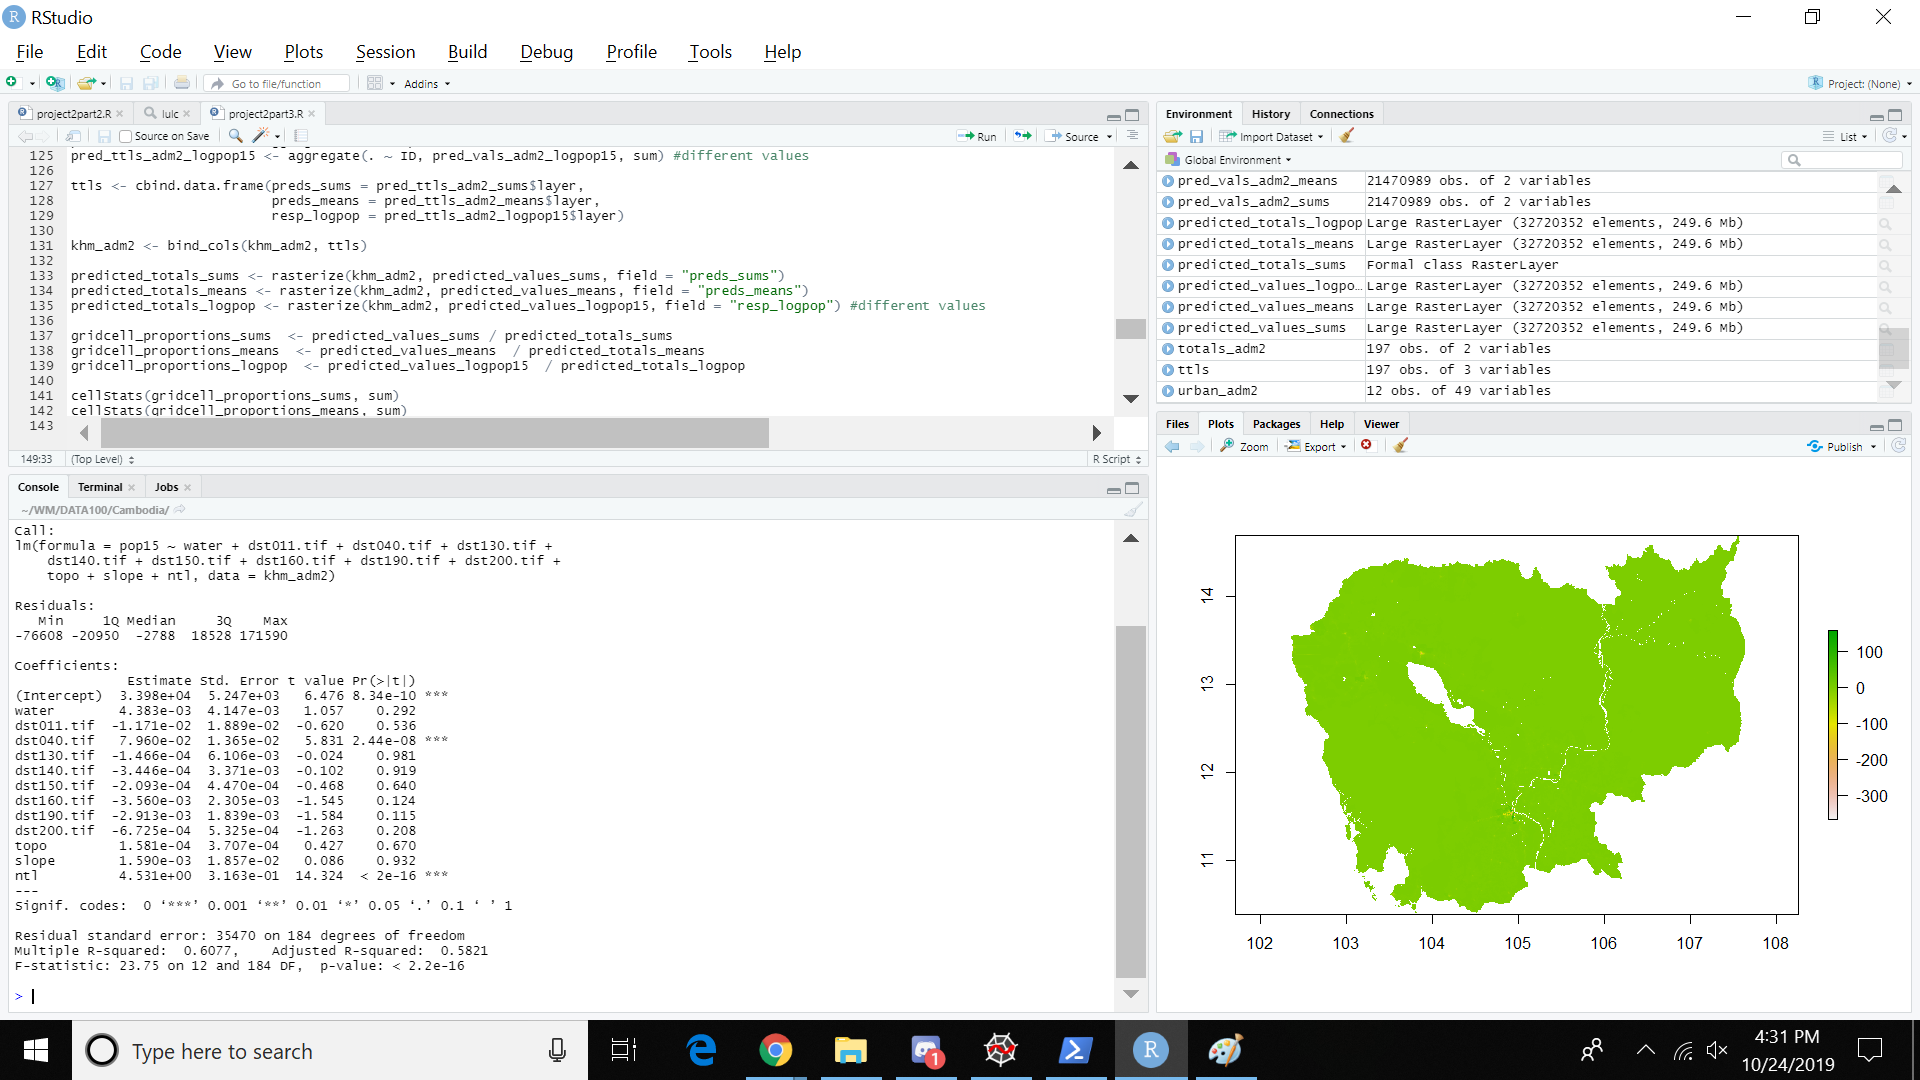 RStudio
File Edit Code View Plots Session Build Debug Profile Tools Help
Go to file/function Addins Project: (None)
project2part2.R lulc project2part3.R
Source on Save Run Source
125 pred_ttls_adm2_logpop15 <- aggregate(. ~ ID, pred_vals_adm2_logpop15, sum) #different values
126
127 ttls <- cbind.data.frame(preds_sums = pred_ttls_adm2_sums$layer,
128 preds_means = pred_ttls_adm2_means$layer,
129 resp_logpop = pred_ttls_adm2_logpop15$layer)
130
131 khm_adm2 <- bind_cols(khm_adm2, ttls)
132
133 predicted_totals_sums <- rasterize(khm_adm2, predicted_values_sums, field = "preds_sums")
134 predicted_totals_means <- rasterize(khm_adm2, predicted_values_means, field = "preds_means")
135 predicted_totals_logpop <- rasterize(khm_adm2, predicted_values_logpop15, field = "resp_logpop") #different values
136
137 gridcell_proportions_sums <- predicted_values_sums / predicted_totals_sums
138 gridcell_proportions_means <- predicted_values_means / predicted_totals_means
139 gridcell_proportions_logpop <- predicted_values_logpop15 / predicted_totals_logpop
140
141 cellStats(gridcell_proportions_sums, sum)
142 cellStats(gridcell_proportions_means, sum)
143
149:33 (Top Level) R Script
Console Terminal Jobs
~/WM/DATA100/Cambodia/
Call:
lm(formula = pop15 ~ water + dst011.tif + dst040.tif + dst130.tif +
dst140.tif + dst150.tif + dst160.tif + dst190.tif + dst200.tif +
topo + slope + ntl, data = khm_adm2)
Residuals:
Min 1Q Median 3Q Max
-76608 -20950 -2788 18528 171590
Coefficients:
Estimate Std. Error t value Pr(>|t|)
(Intercept) 3.398e+04 5.247e+03 6.476 8.34e-10 ***
water 4.383e-03 4.147e-03 1.057 0.292
dst011.tif -1.171e-02 1.889e-02 -0.620 0.536
dst040.tif 7.960e-02 1.365e-02 5.831 2.44e-08 ***
dst130.tif -1.466e-04 6.106e-03 -0.024 0.981
dst140.tif -3.446e-04 3.371e-03 -0.102 0.919
dst150.tif -2.093e-04 4.470e-04 -0.468 0.640
dst160.tif -3.560e-03 2.305e-03 -1.545 0.124
dst190.tif -2.913e-03 1.839e-03 -1.584 0.115
dst200.tif -6.725e-04 5.325e-04 -1.263 0.208
topo 1.581e-04 3.707e-04 0.427 0.670
slope 1.590e-03 1.857e-02 0.086 0.932
ntl 4.531e+00 3.163e-01 14.324 < 2e-16 ***
---
Signif. codes: 0 ‘***’ 0.001 ‘**’ 0.01 ‘*’ 0.05 ‘.’ 0.1 ‘ ’ 1
Residual standard error: 35470 on 184 degrees of freedom
Multiple R-squared: 0.6077, Adjusted R-squared: 0.5821
F-statistic: 23.75 on 12 and 184 DF, p-value: < 2.2e-16
>
Environment History Connections
Import Dataset List
Global Environment
pred_vals_adm2_means 21470989 obs. of 2 variables
pred_vals_adm2_sums 21470989 obs. of 2 variables
predicted_totals_logpop Large RasterLayer (32720352 elements, 249.6 Mb)
predicted_totals_means Large RasterLayer (32720352 elements, 249.6 Mb)
predicted_totals_sums Formal class RasterLayer
predicted_values_logpo… Large RasterLayer (32720352 elements, 249.6 Mb)
predicted_values_means Large RasterLayer (32720352 elements, 249.6 Mb)
predicted_values_sums Large RasterLayer (32720352 elements, 249.6 Mb)
totals_adm2 197 obs. of 2 variables
ttls 197 obs. of 3 variables
urban_adm2 12 obs. of 49 variables
Files Plots Packages Help Viewer
Zoom Export Publish
14
13
12
11
102 103 104 105 106 107 108
100
0
-100
-200
-300
Type here to search
1
4:31 PM
10/24/2019